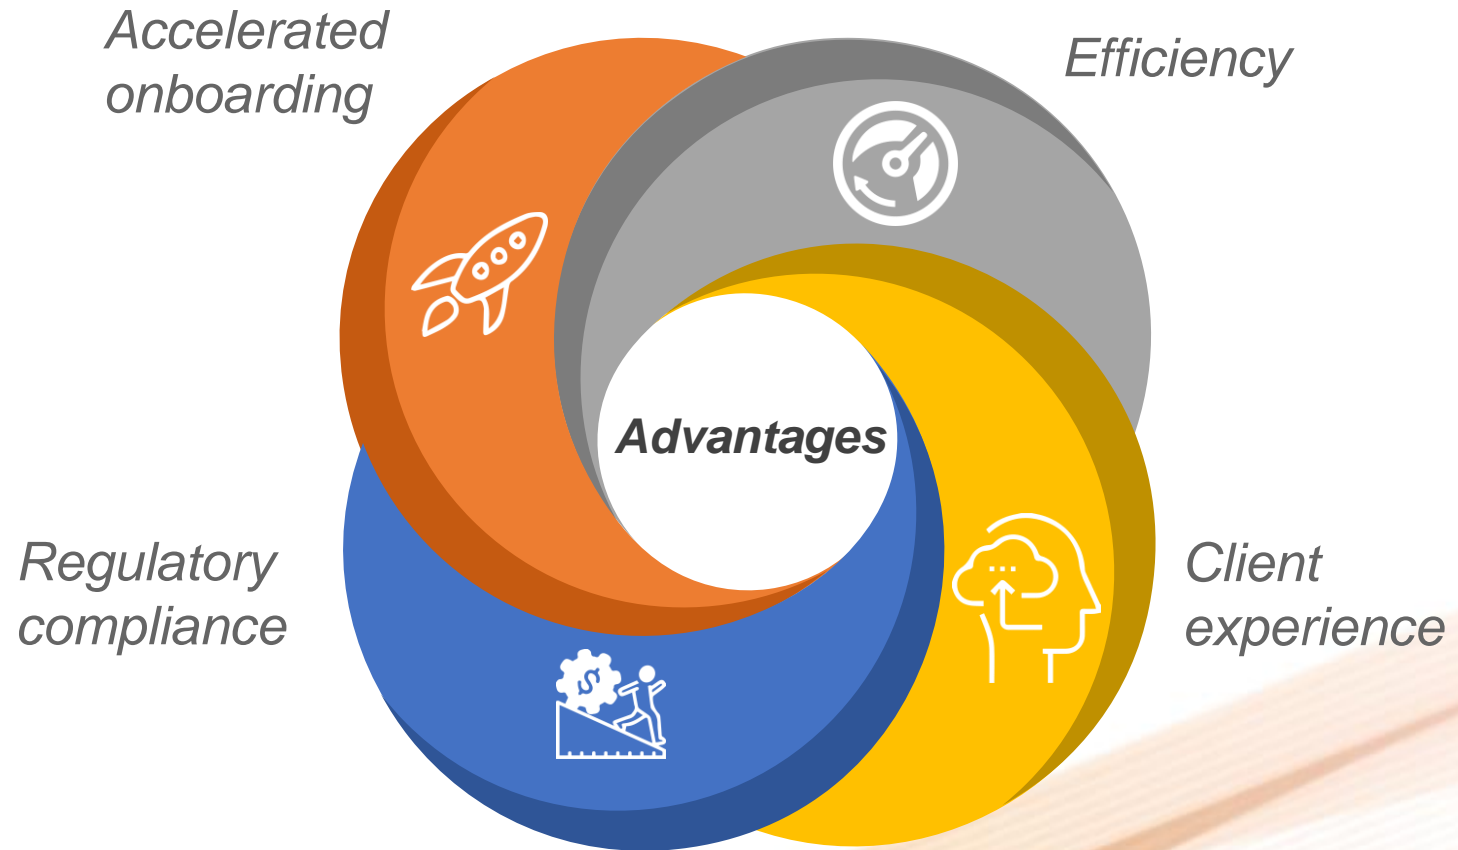 Accelerated
onboarding
Efficiency
Advantages
Regulatory
compliance
Client
experience